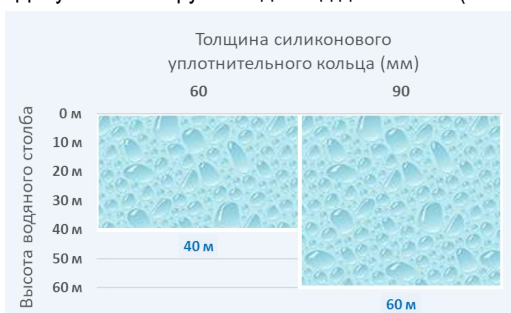 Толщина силиконового
уплотнительного кольца (мм)
60 90
Высота водяного столба
0 м
10 м
20 м
30 м
40 м
50 м
60 м
40 м
60 м